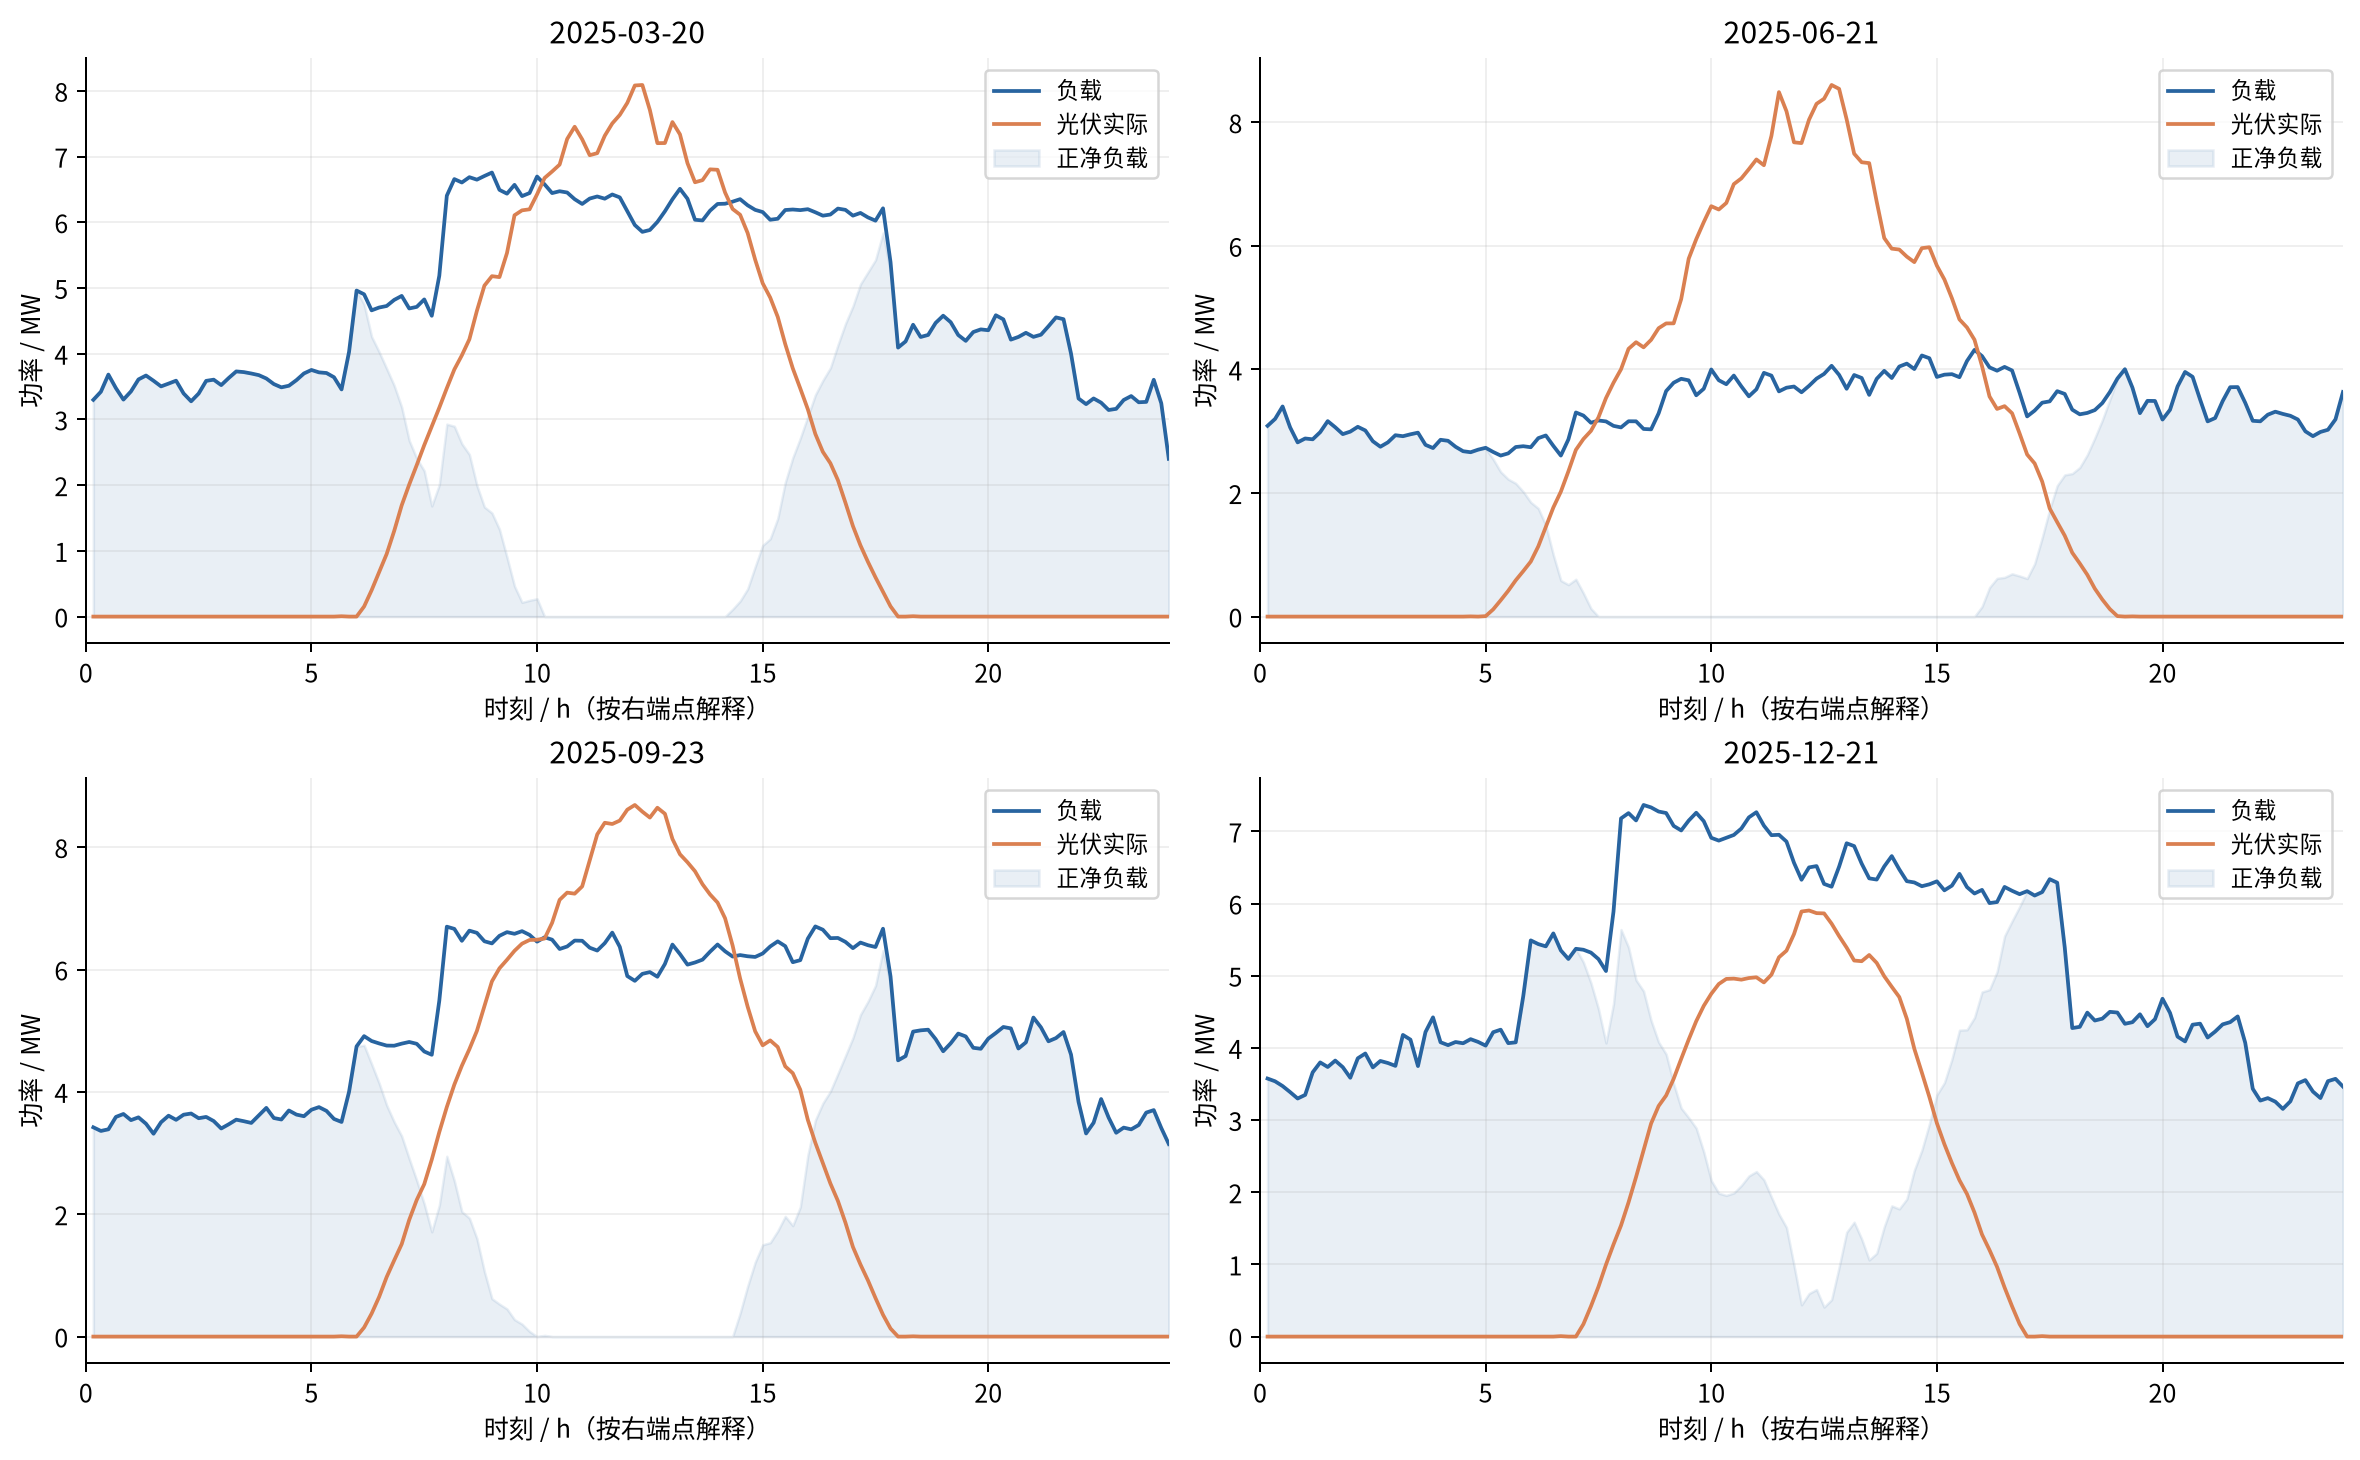 2025-03-20
8
7
6
5
4
3
2
1
0
功率 / MW
负载
光伏实际
正净负载
0 5 10 15 20
时刻 / h（按右端点解释）
2025-06-21
8
6
4
2
0
功率 / MW
负载
光伏实际
正净负载
0 5 10 15 20
时刻 / h（按右端点解释）
2025-09-23
8
6
4
2
0
功率 / MW
负载
光伏实际
正净负载
0 5 10 15 20
时刻 / h（按右端点解释）
2025-12-21
7
6
5
4
3
2
1
0
功率 / MW
负载
光伏实际
正净负载
0 5 10 15 20
时刻 / h（按右端点解释）